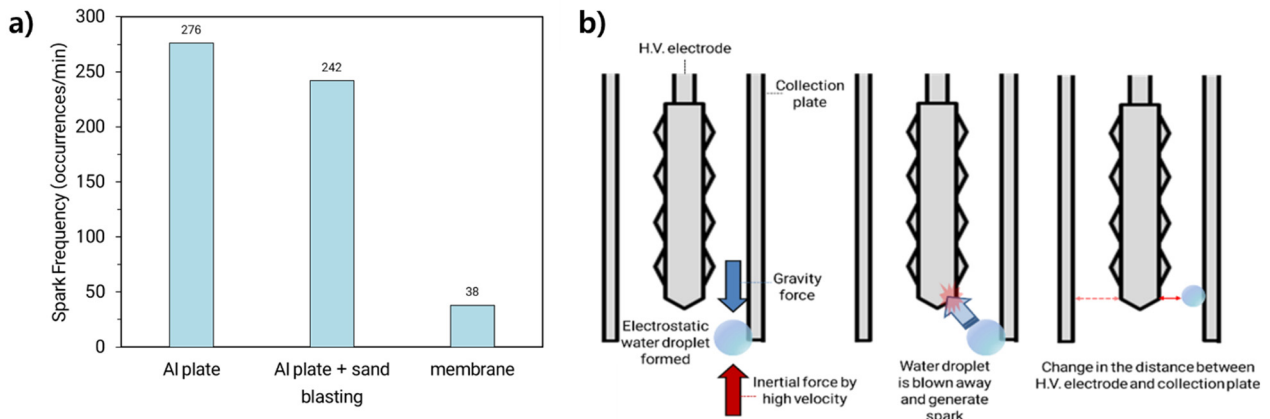 a)
Spark Frequency (occurrences/min)
300
250
200
150
100
50
0
276
242
38
Al plate
Al plate + sand
blasting
membrane
b)
H.V. electrode
Collection
plate
Gravity
force
Electrostatic
water droplet
formed
Inertial force by
high velocity
Water droplet
is blown away
and generate
spark
Change in the distance between
H.V. electrode and collection plate